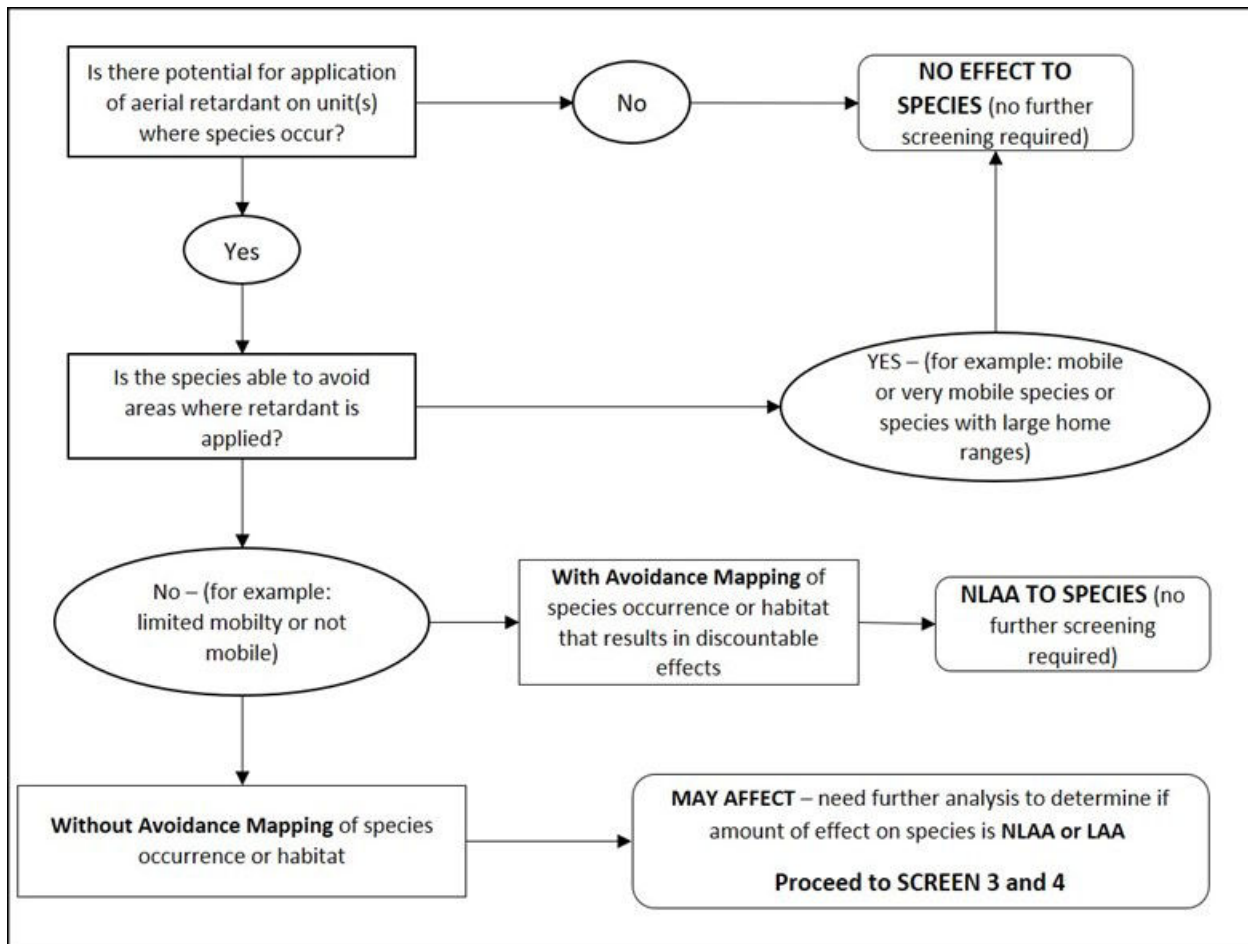 Is there potential for application
of aerial retardant on unit(s)
where species occur?
No
NO EFFECT TO
SPECIES (no further
screening required)
Yes
Is the species able to avoid
areas where retardant is
applied?
YES – (for example: mobile
or very mobile species or
species with large home
ranges)
No – (for example:
limited mobilty or not
mobile)
With Avoidance Mapping of
species occurrence or habitat
that results in discountable
effects
NLAA TO SPECIES (no
further screening
required)
Without Avoidance Mapping of species
occurrence or habitat
MAY AFFECT – need further analysis to determine if
amount of effect on species is NLAA or LAA
Proceed to SCREEN 3 and 4